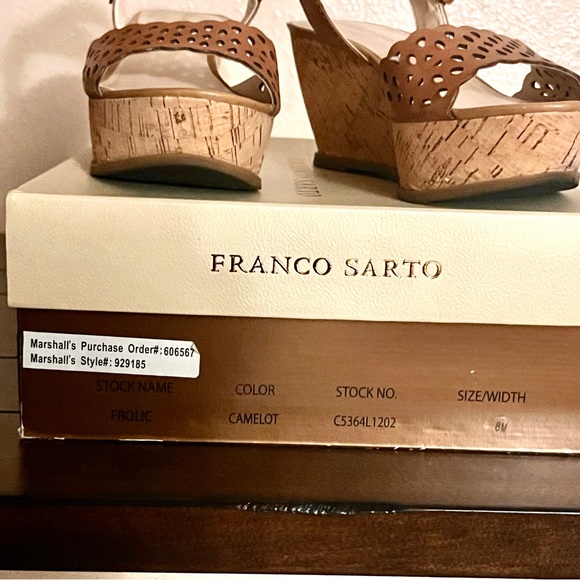 FRANCO SARTO
Marshall's Purchase Order#: 606567
Marshall's Style#: 929185
STOCK NAME COLOR STOCK NO. SIZE/WIDTH
FROLIC CAMELOT C5364L1202 8M